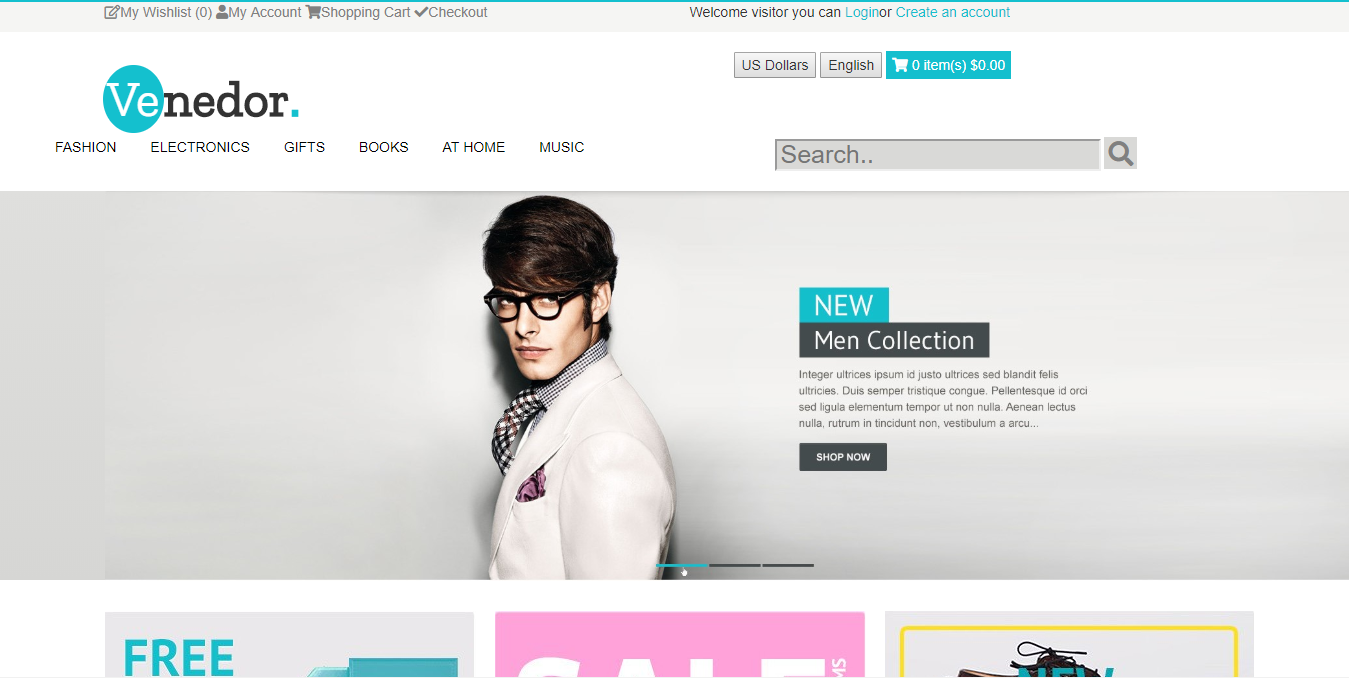 My Wishlist (0) My Account Shopping Cart Checkout
Welcome visitor you can Loginor Create an account
US Dollars English 0 item(s) $0.00
Venedor.
FASHION ELECTRONICS GIFTS BOOKS AT HOME MUSIC
Search..
NEW
Men Collection
Integer ultrices ipsum id justo ultrices sed blandit felis
ultricies. Duis semper tristique congue. Pellentesque id orci
sed ligula elementum tempor ut non nulla. Aenean lectus
nulla, rutrum in tincidunt non, vestibulum a arcu...
SHOP NOW
FREE
SALE
NEW